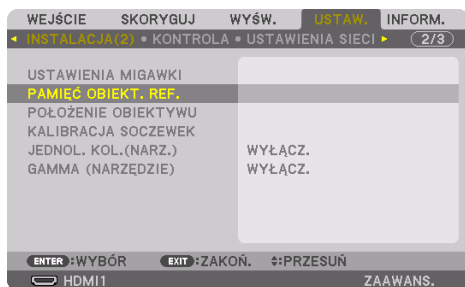 WEJŚCIE SKORYGUJ WYŚW. USTAW. INFORM.
INSTALACJA(2) • KONTROLA • USTAWIENIA SIECI 2/3
USTAWIENIA MIGAWKI
PAMIĘĆ OBIEKT. REF.
POŁOŻENIE OBIEKTYWU
KALIBRACJA SOCZEWEK
JEDNOL. KOL.(NARZ.) WYŁĄCZ.
GAMMA (NARZĘDZIE) WYŁĄCZ.
ENTER :WYBÓR EXIT :ZAKOŃ. :PRZESUŃ
HDMI1 ZAAWANS.